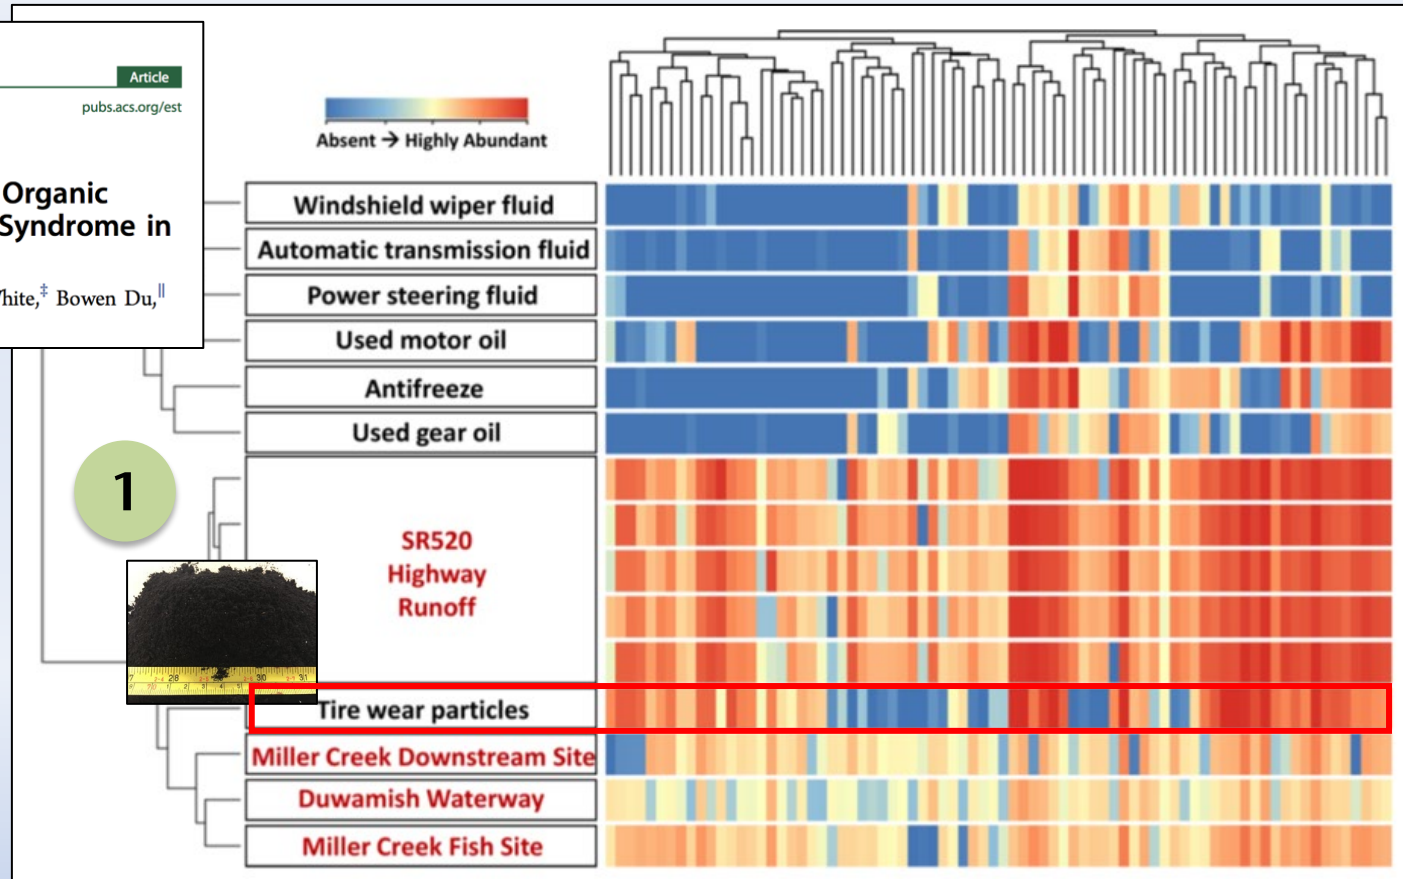 Article
pubs.acs.org/est
Organic
Syndrome in
Bowen Du,||
Absent → Highly Abundant
Windshield wiper fluid
Automatic transmission fluid
Power steering fluid
Used motor oil
Antifreeze
Used gear oil
1
SR520
Highway
Runoff
Tire wear particles
Miller Creek Downstream Site
Duwamish Waterway
Miller Creek Fish Site